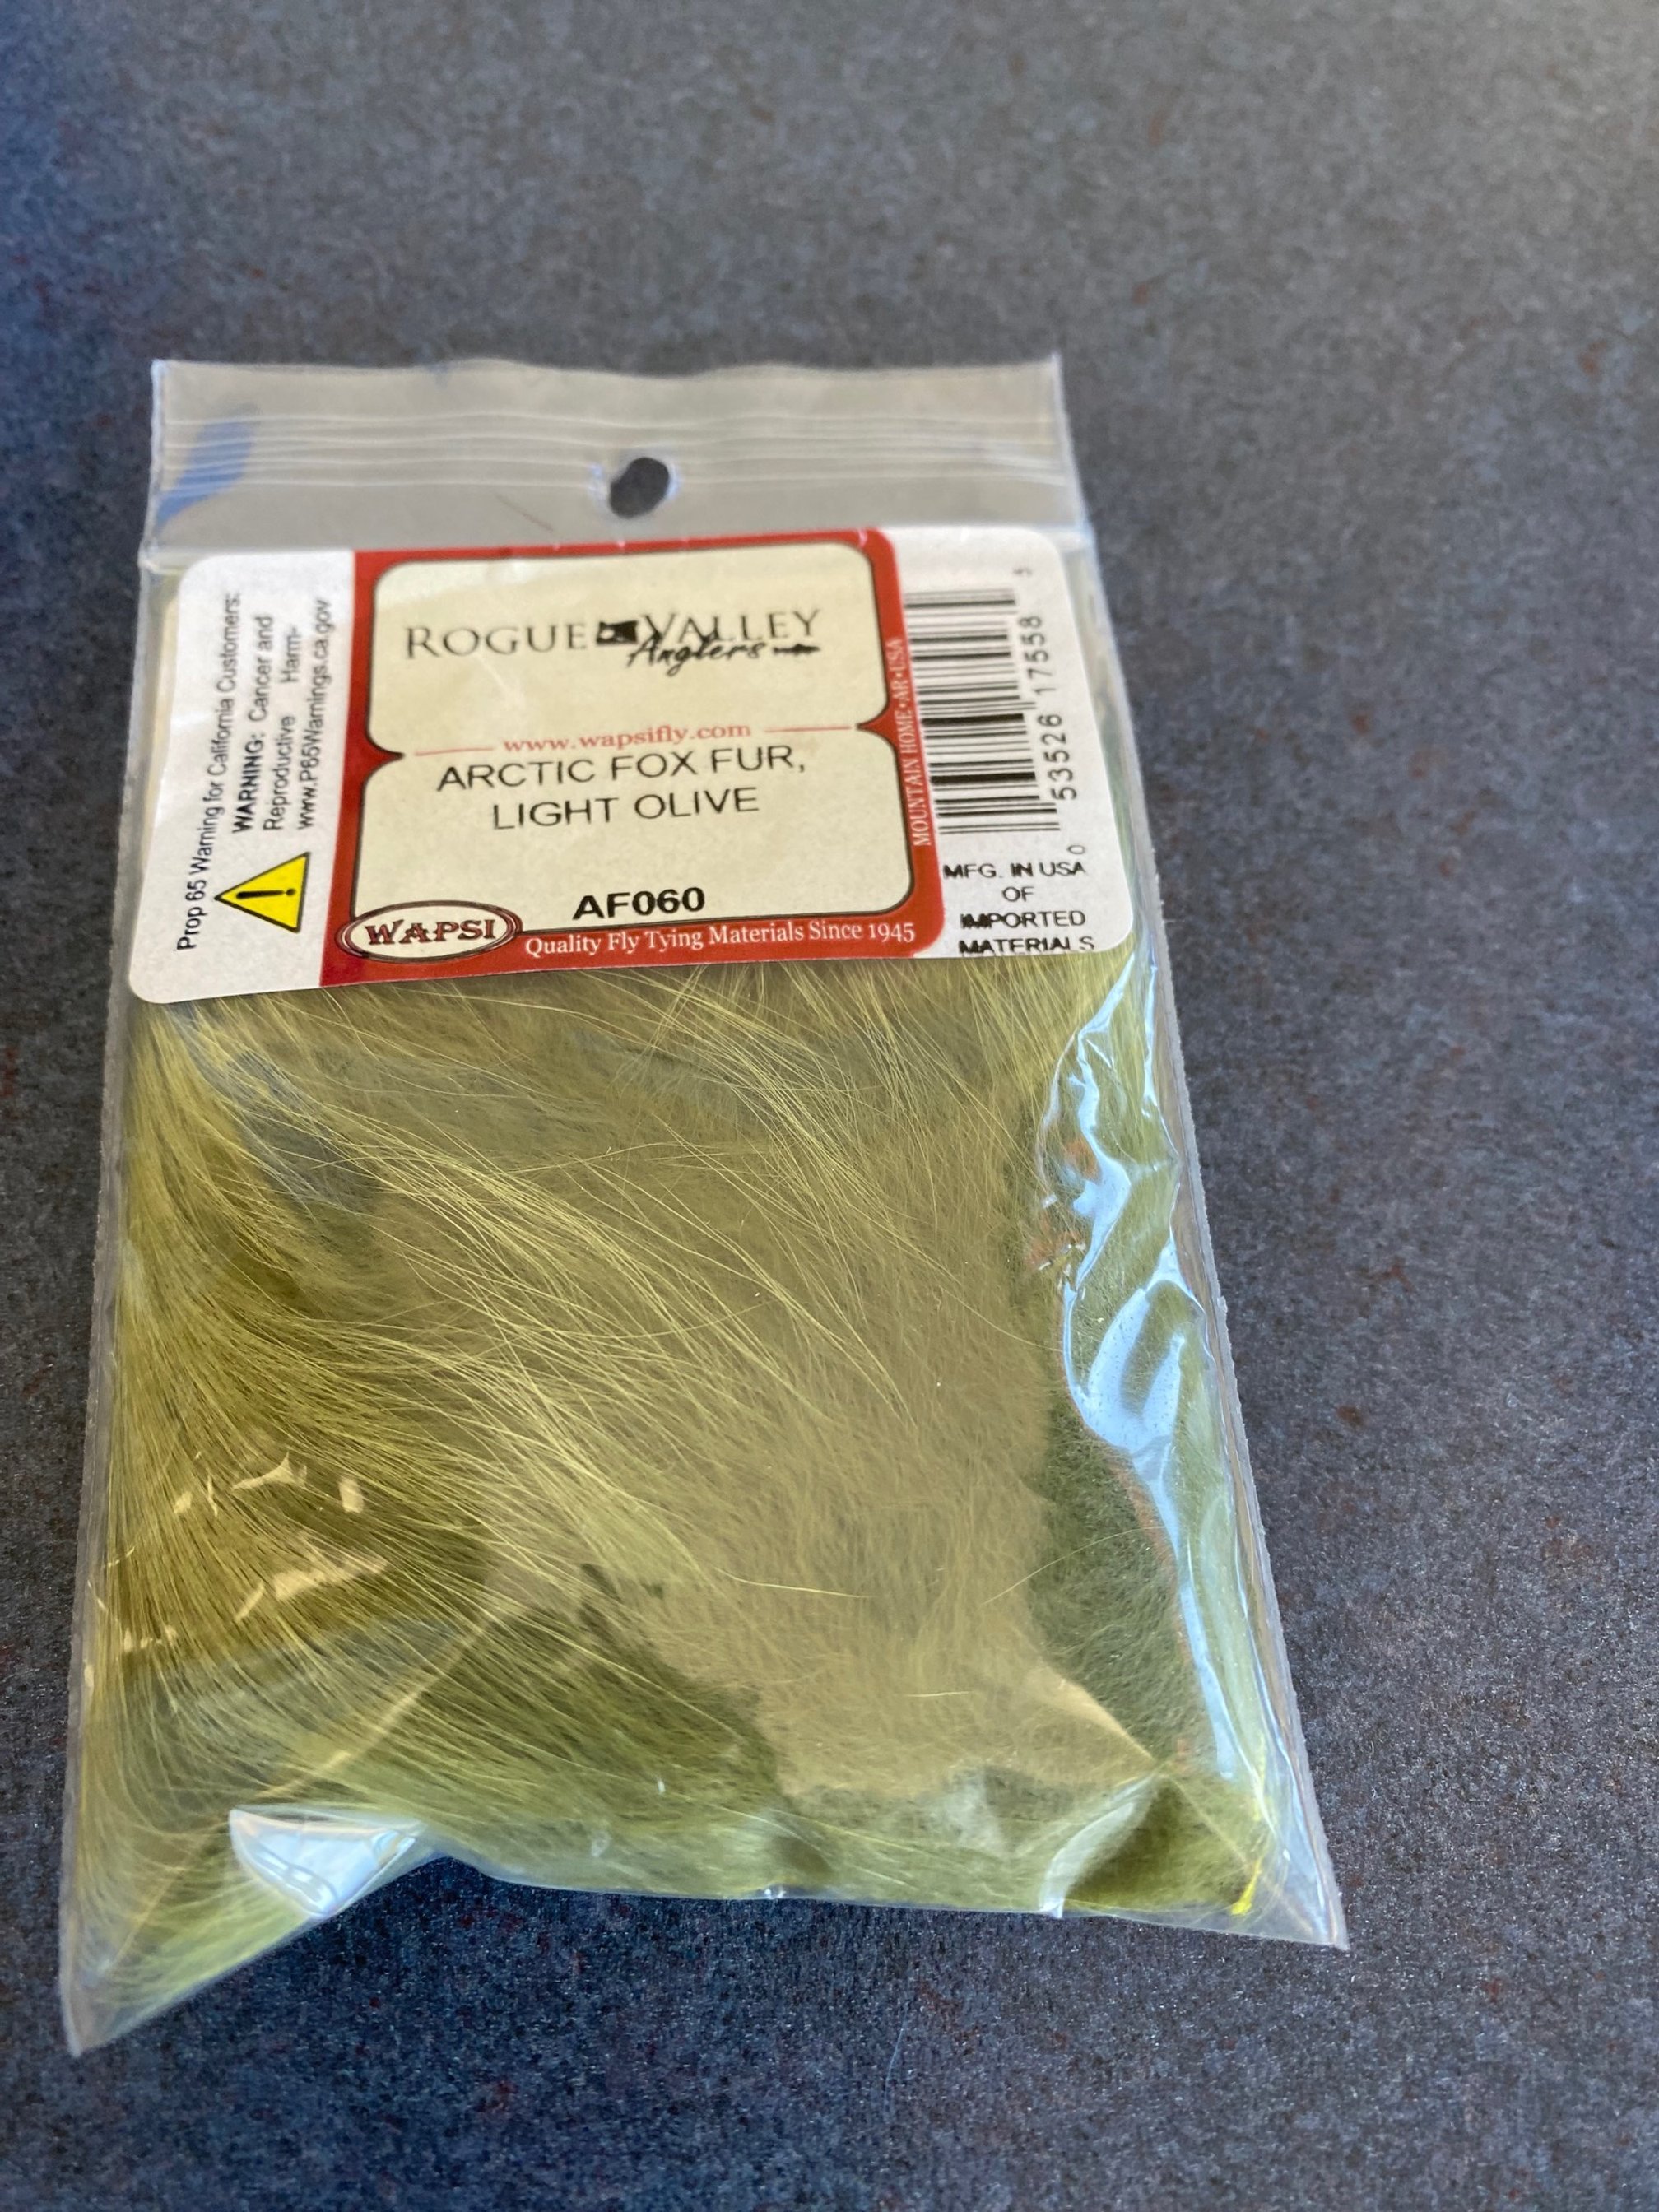 Prop 65 Warning for California Customers:
WARNING: Cancer and
Reproductive Harm-
www.P65Warnings.ca.gov
ROGUE VALLEY
Anglers
www.wapsifly.com
ARCTIC FOX FUR,
LIGHT OLIVE
AF060
WAPSI
Quality Fly Tying Materials Since 1945
MOUNTAIN HOME • AR • USA
0 53526 17558 5
MFG. IN USA
OF
IMPORTED
MATERIALS